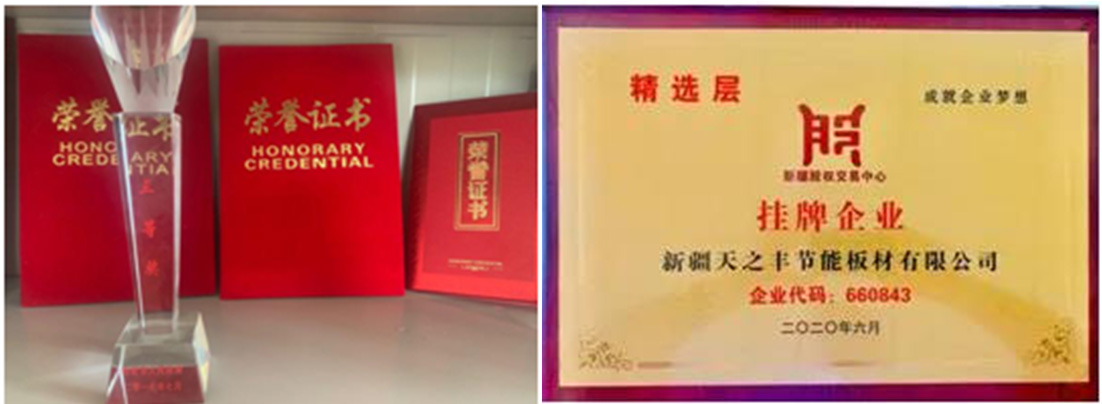 荣誉证书
HONORARY
CREDENTIAL
三等奖
荣誉证书
HONORARY
CREDENTIAL
荣誉证书
精选层
成就企业梦想
新疆股权交易中心
挂牌企业
新疆天之丰节能板材有限公司
企业代码：660843
二〇二〇年六月